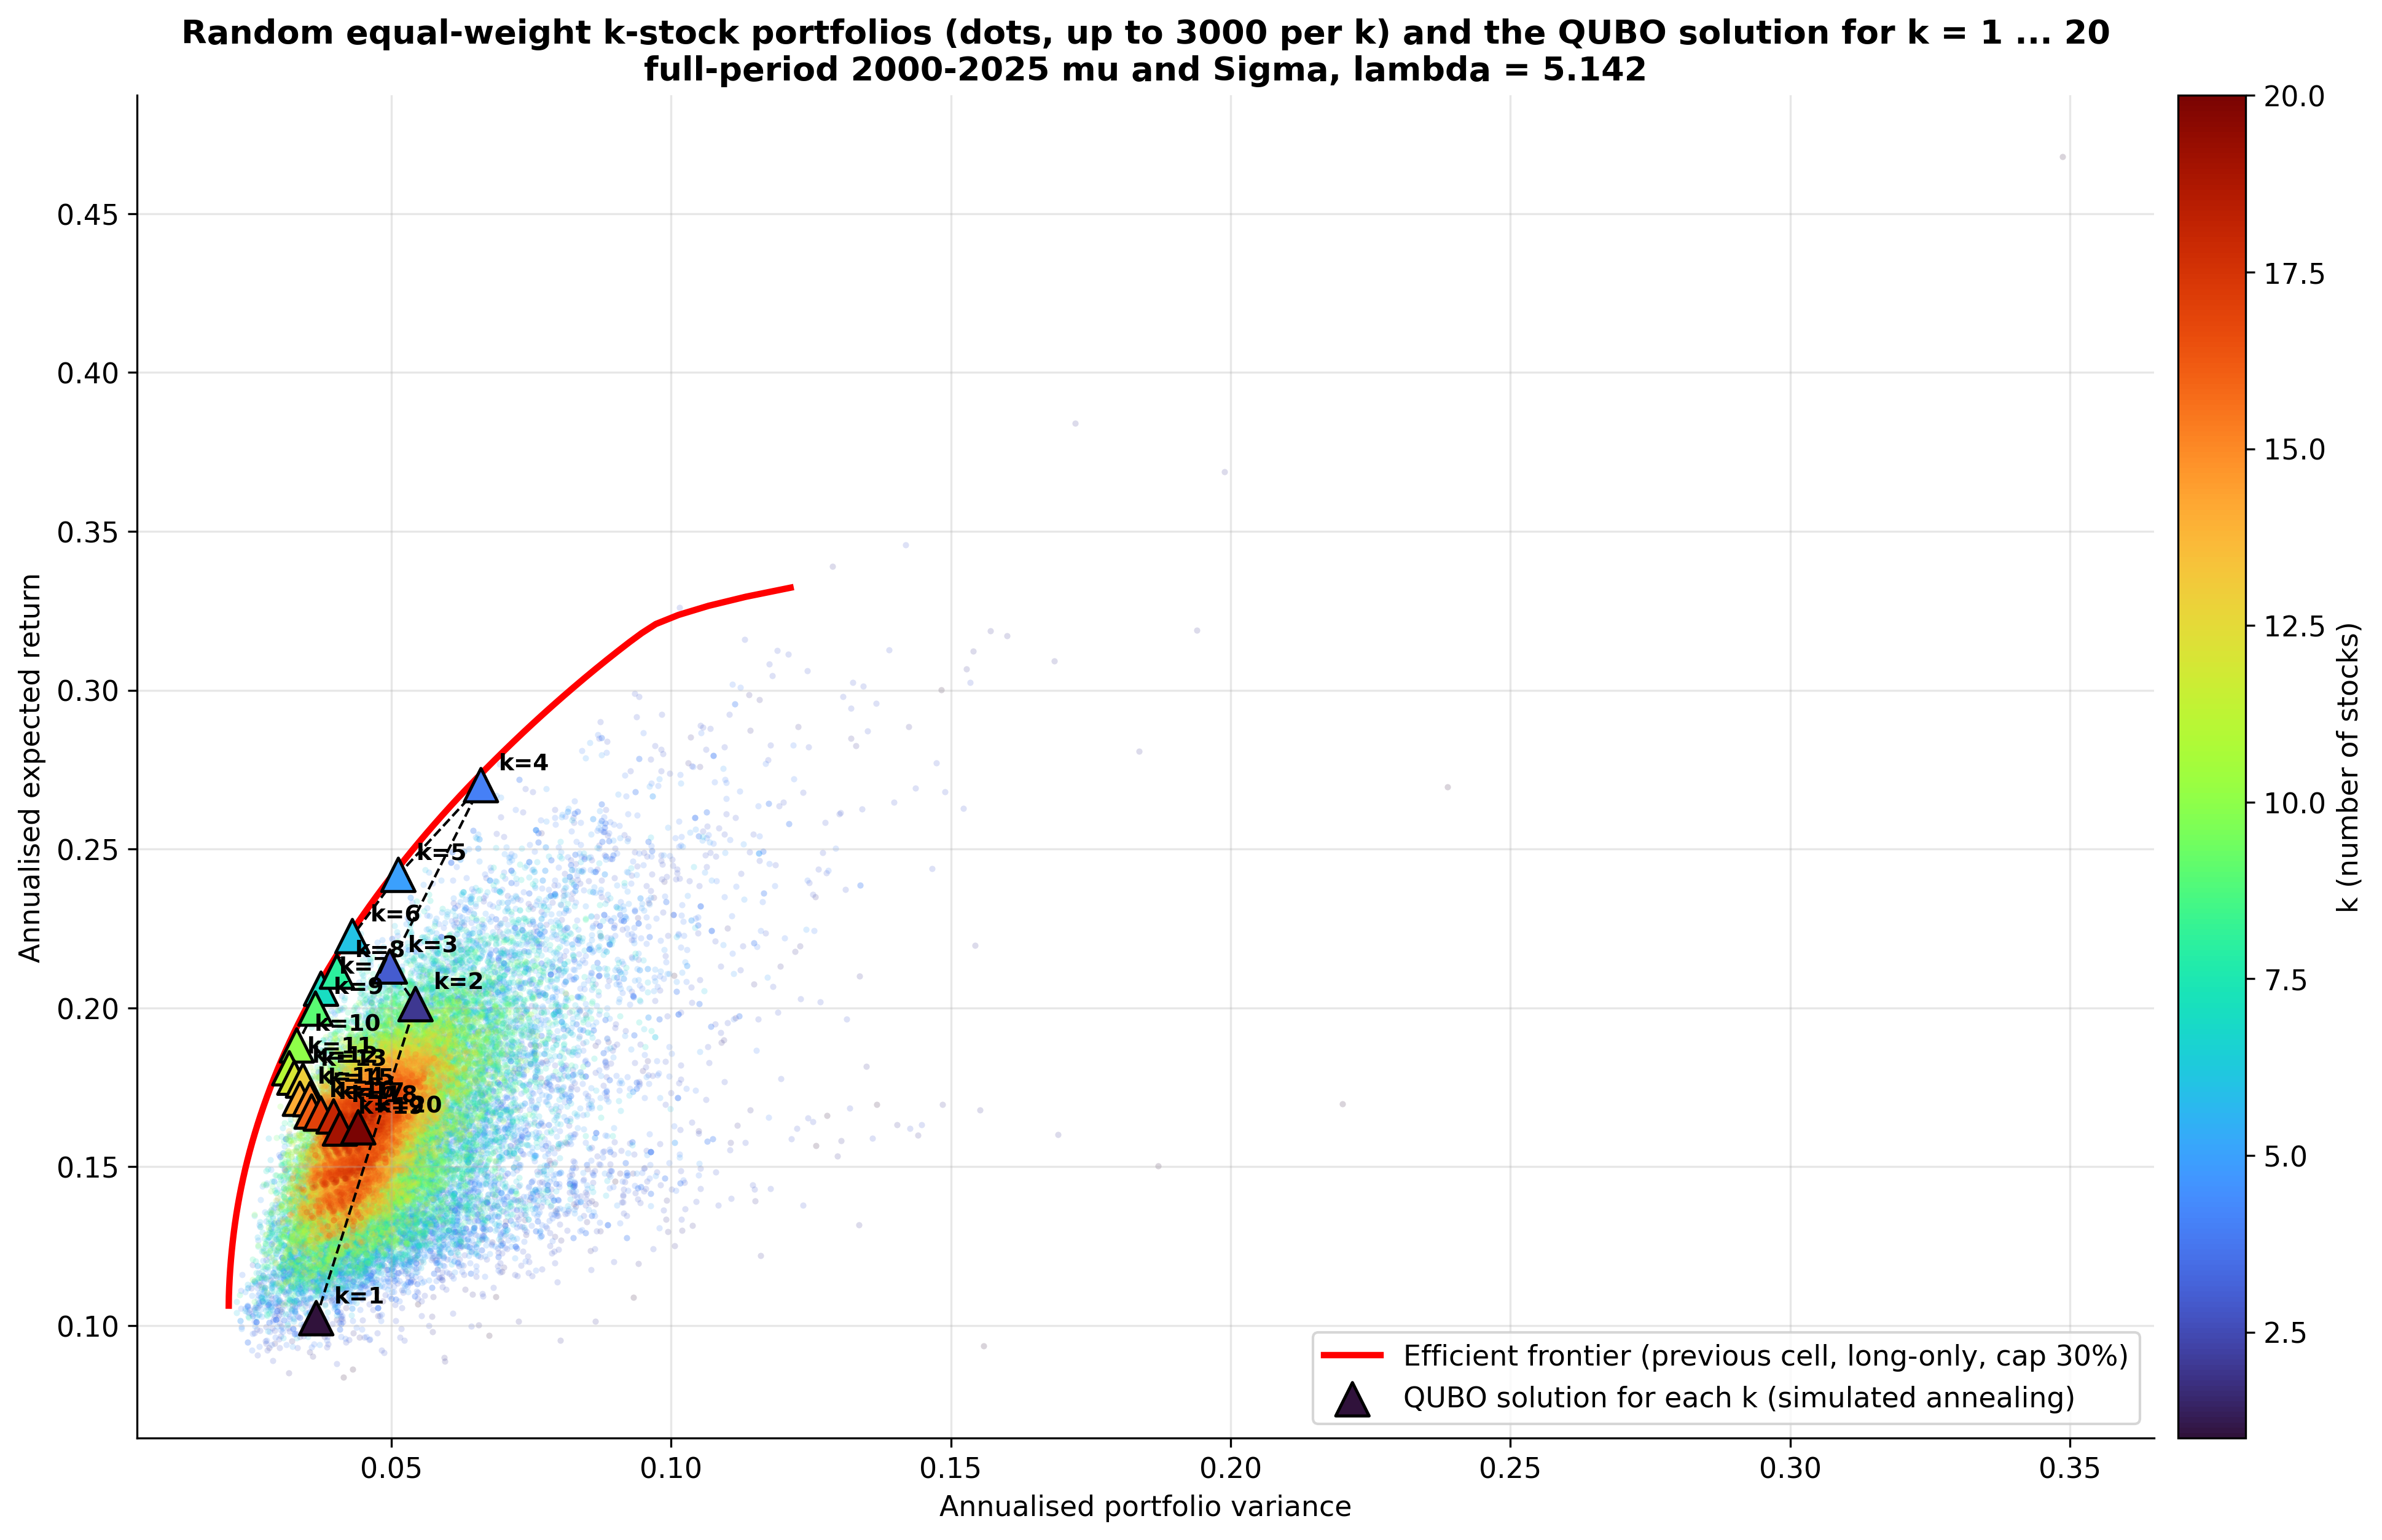 Random equal-weight k-stock portfolios (dots, up to 3000 per k) and the QUBO solution for k = 1 ... 20
full-period 2000-2025 mu and Sigma, lambda = 5.142
Annualised expected return
0.45
0.40
0.35
0.30
0.25
0.20
0.15
0.10
k=4
k=5
k=6
k=8
k=3
k=9
k=2
k=10
k=11
k=1
Efficient frontier (previous cell, long-only, cap 30%)
QUBO solution for each k (simulated annealing)
0.05
0.10
0.15
0.20
0.25
0.30
0.35
Annualised portfolio variance
20.0
17.5
15.0
12.5
10.0
7.5
5.0
2.5
k (number of stocks)